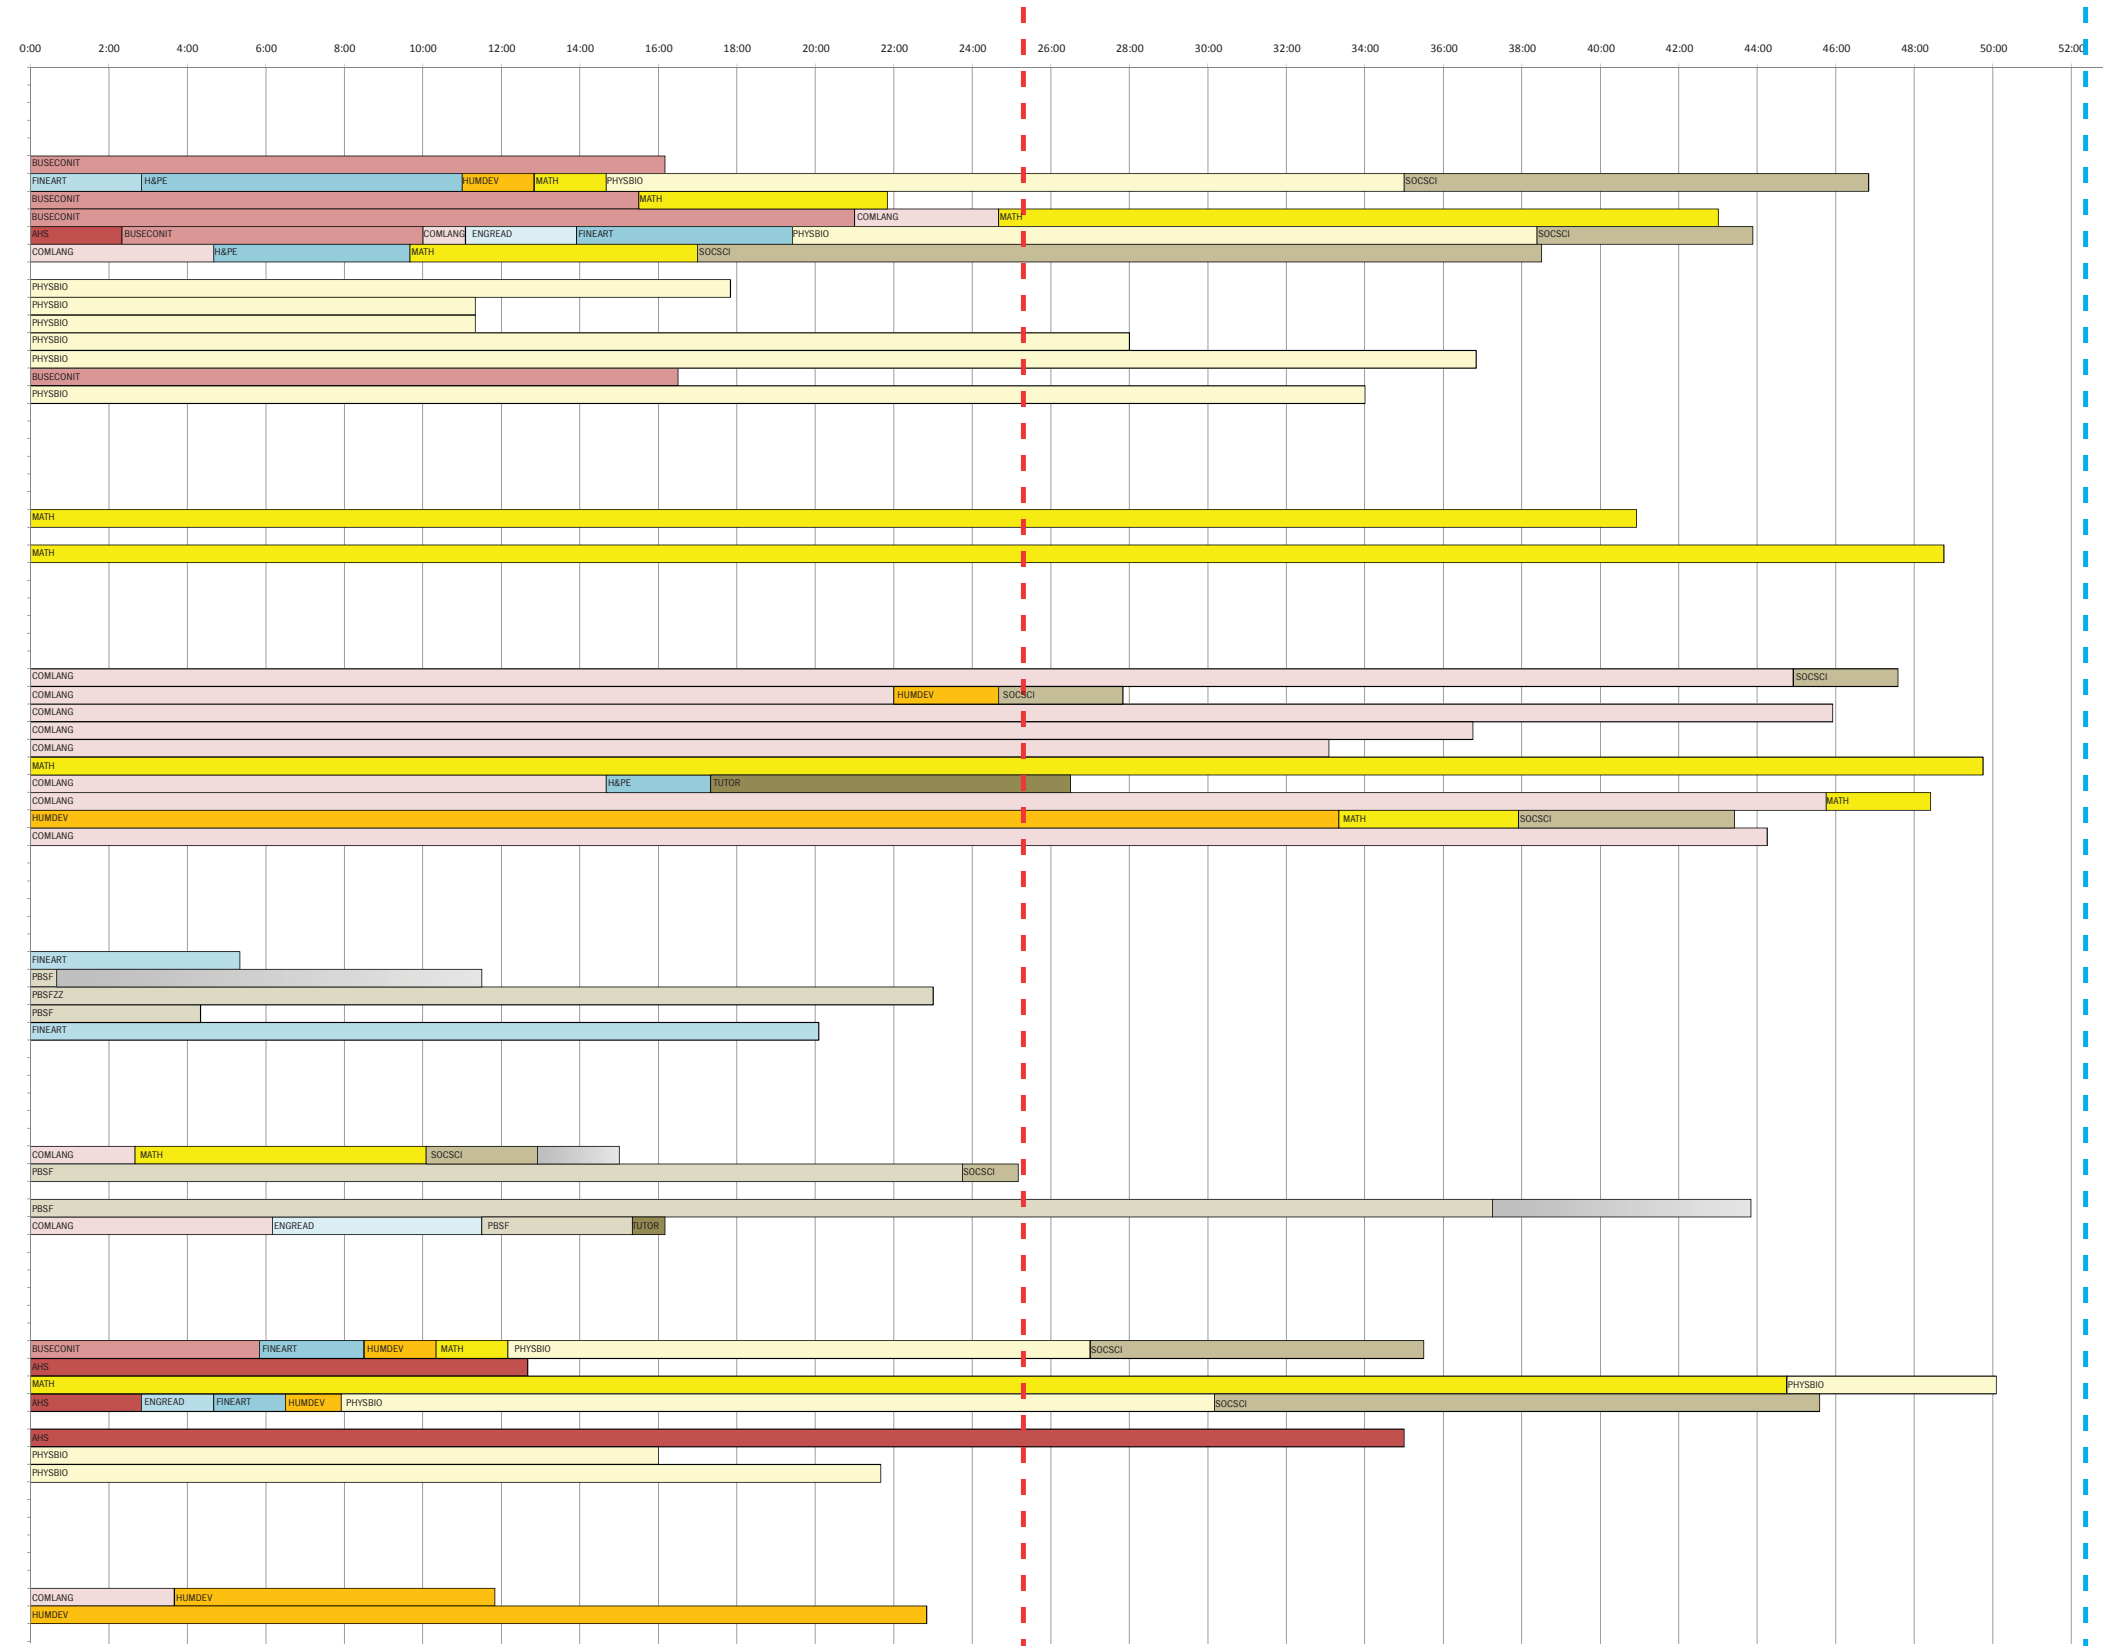 0:00 2:00 4:00 6:00 8:00 10:00 12:00 14:00 16:00 18:00 20:00 22:00 24:00 26:00 28:00 30:00 32:00 34:00 36:00 38:00 40:00 42:00 44:00 46:00 48:00 50:00 52:00
BUSECONIT
FINEART H&PE HUMDEV MATH PHYSBIO SOCSCI
BUSECONIT MATH
BUSECONIT COMLANG MATH
AHS BUSECONIT COMLANG ENGREAD FINEART PHYSBIO SOCSCI
COMLANG H&PE MATH SOCSCI
PHYSBIO
PHYSBIO
PHYSBIO
PHYSBIO
PHYSBIO
BUSECONIT
PHYSBIO
MATH
MATH
COMLANG SOCSCI
COMLANG HUMDEV SOCSCI
COMLANG
COMLANG
COMLANG
MATH
COMLANG H&PE TUTOR
COMLANG MATH
HUMDEV MATH SOCSCI
COMLANG
FINEART
PBSF
PBSFZZ
PBSF
FINEART
COMLANG MATH SOCSCI
PBSF SOCSCI
PBSF
COMLANG ENGREAD PBSF TUTOR
BUSECONIT FINEART HUMDEV MATH PHYSBIO SOCSCI
AHS
MATH PHYSBIO
AHS ENGREAD FINEART HUMDEV PHYSBIO SOCSCI
AHS
PHYSBIO
PHYSBIO
COMLANG HUMDEV
HUMDEV